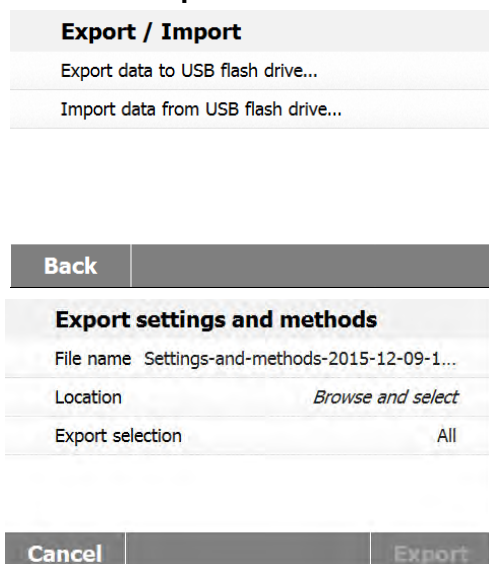 Export / Import
Export data to USB flash drive...
Import data from USB flash drive...
Back
Export settings and methods
File name Settings-and-methods-2015-12-09-1...
Location Browse and select
Export selection All
Cancel Export